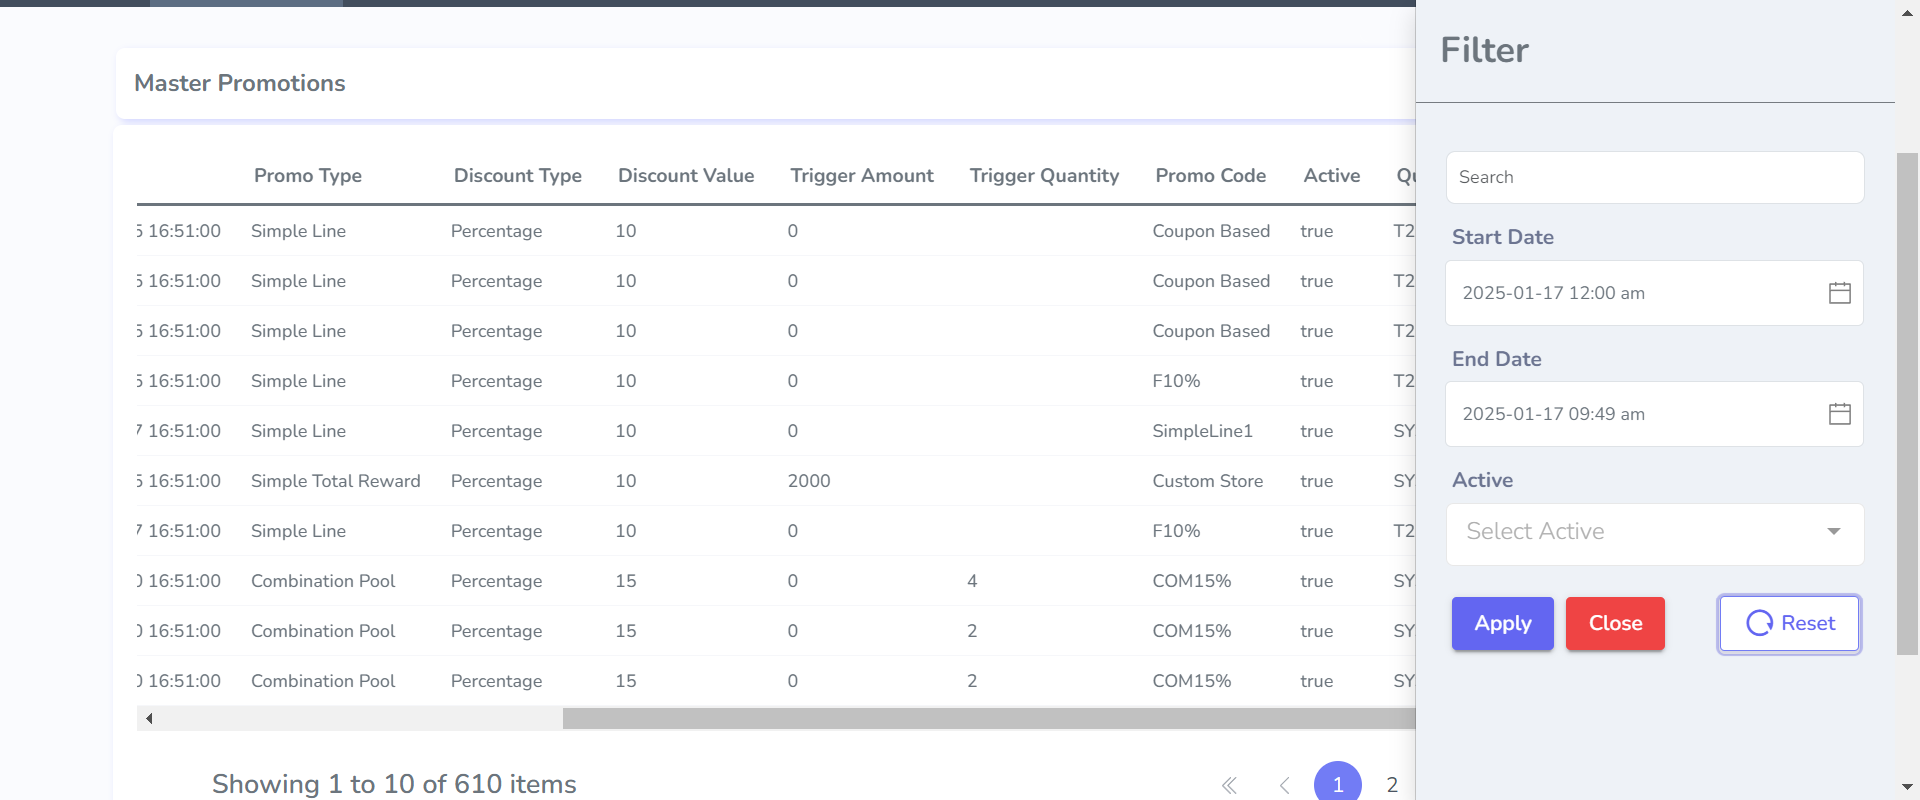 Master Promotions
Promo Type Discount Type Discount Value Trigger Amount Trigger Quantity Promo Code Active
16:51:00 Simple Line Percentage 10 0 Coupon Based true T2
16:51:00 Simple Line Percentage 10 0 Coupon Based true T2
16:51:00 Simple Line Percentage 10 0 Coupon Based true T2
16:51:00 Simple Line Percentage 10 0 F10% true T2
16:51:00 Simple Line Percentage 10 0 SimpleLine1 true SY
16:51:00 Simple Total Reward Percentage 10 2000 Custom Store true SY
16:51:00 Simple Line Percentage 10 0 F10% true T2
16:51:00 Combination Pool Percentage 15 0 4 COM15% true SY
16:51:00 Combination Pool Percentage 15 0 2 COM15% true SY
16:51:00 Combination Pool Percentage 15 0 2 COM15% true SY
Showing 1 to 10 of 610 items
1 2
Filter
Search
Start Date
2025-01-17 12:00 am
End Date
2025-01-17 09:49 am
Active
Select Active
Apply Close Reset